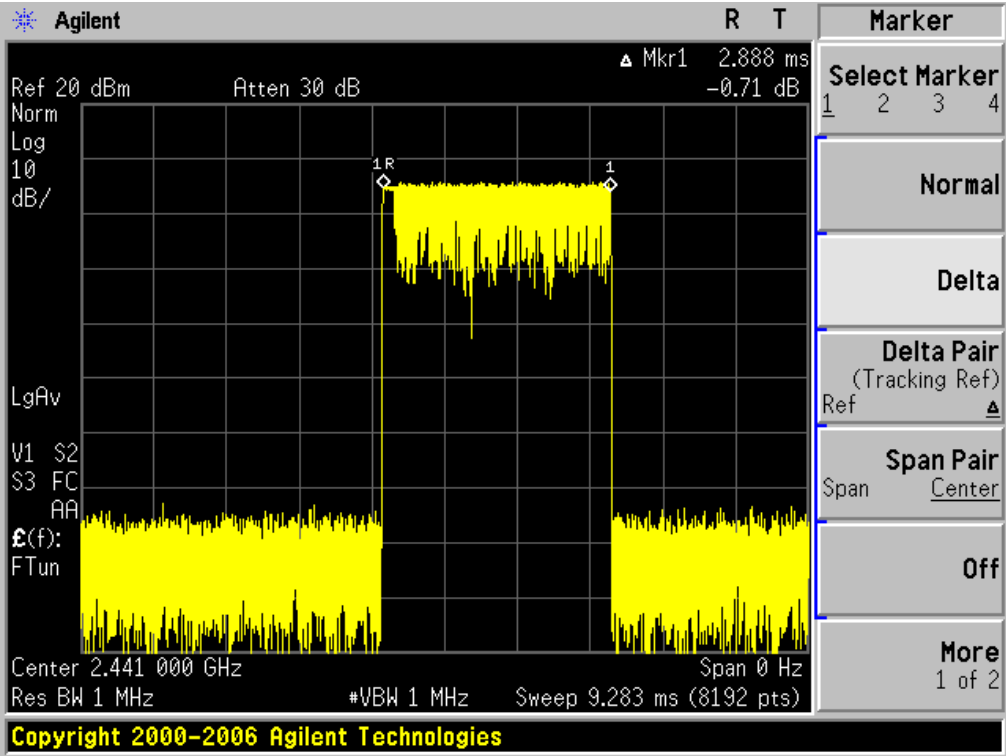 Agilent R T
Marker
Δ Mkr1 2.888 ms
Ref 20 dBm Atten 30 dB -0.71 dB
Norm
Log
10
dB/
1R
1
LgAv
V1 S2
S3 FC
AA
£(f):
FTun
Center 2.441 000 GHz Span 0 Hz
Res BW 1 MHz #VBW 1 MHz Sweep 9.283 ms (8192 pts)
Copyright 2000-2006 Agilent Technologies
Select Marker
1 2 3 4
Normal
Delta
Delta Pair
(Tracking Ref)
Ref Δ
Span Pair
Span Center
Off
More
1 of 2